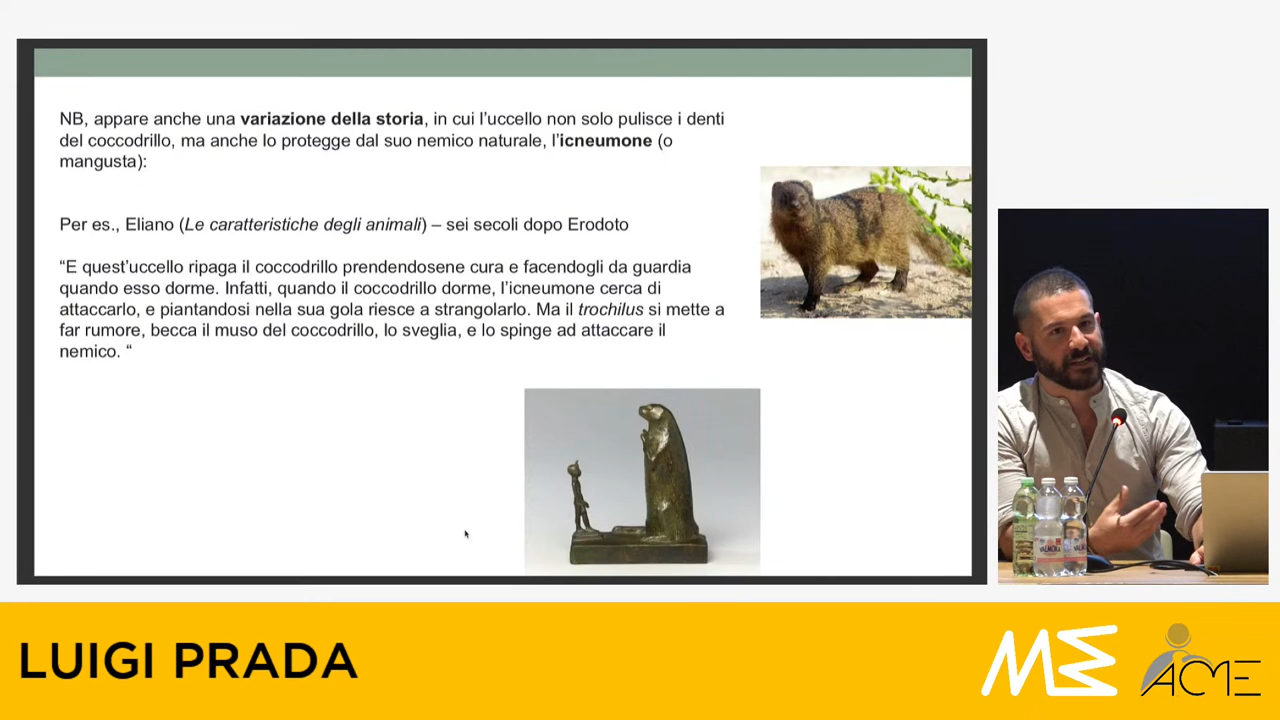 NB, appare anche una variazione della storia, in cui l'uccello non solo pulisce i denti
del coccodrillo, ma anche lo protegge dal suo nemico naturale, l'icneumone (o
mangusta):
Per es., Eliano (Le caratteristiche degli animali) – sei secoli dopo Erodoto
“E quest'uccello ripaga il coccodrillo prendendosene cura e facendogli da guardia
quando esso dorme. Infatti, quando il coccodrillo dorme, l'icneumone cerca di
attaccarlo, e piantandosi nella sua gola riesce a strangolarlo. Ma il trochilus si mette a
far rumore, becca il muso del coccodrillo, lo sveglia, e lo spinge ad attaccare il
nemico. “
VALMORA
LUIGI PRADA
ME
ACME